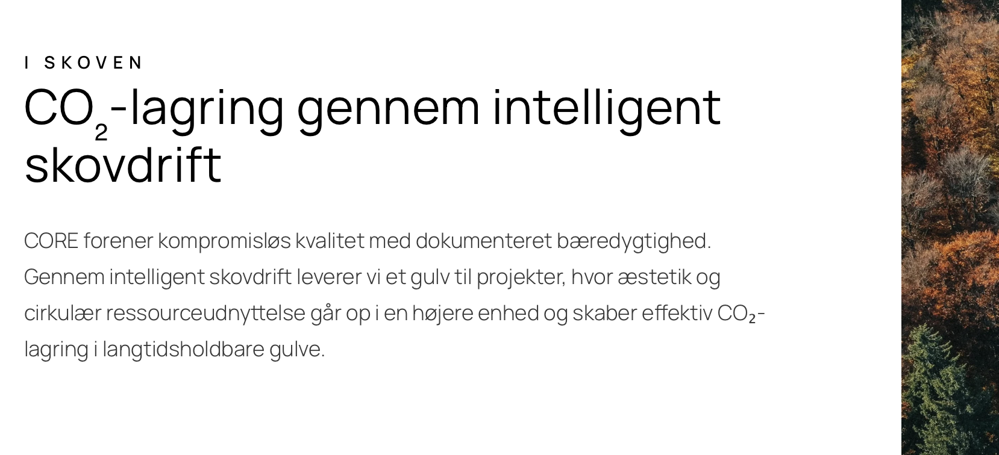 I SKOVEN
CO₂-lagring gennem intelligent
skovdrift
CORE forener kompromisløs kvalitet med dokumenteret bæredygtighed.
Gennem intelligent skovdrift leverer vi et gulv til projekter, hvor æstetik og
cirkulær ressourceudnyttelse går op i en højere enhed og skaber effektiv CO₂-
lagring i langtidsholdbare gulve.